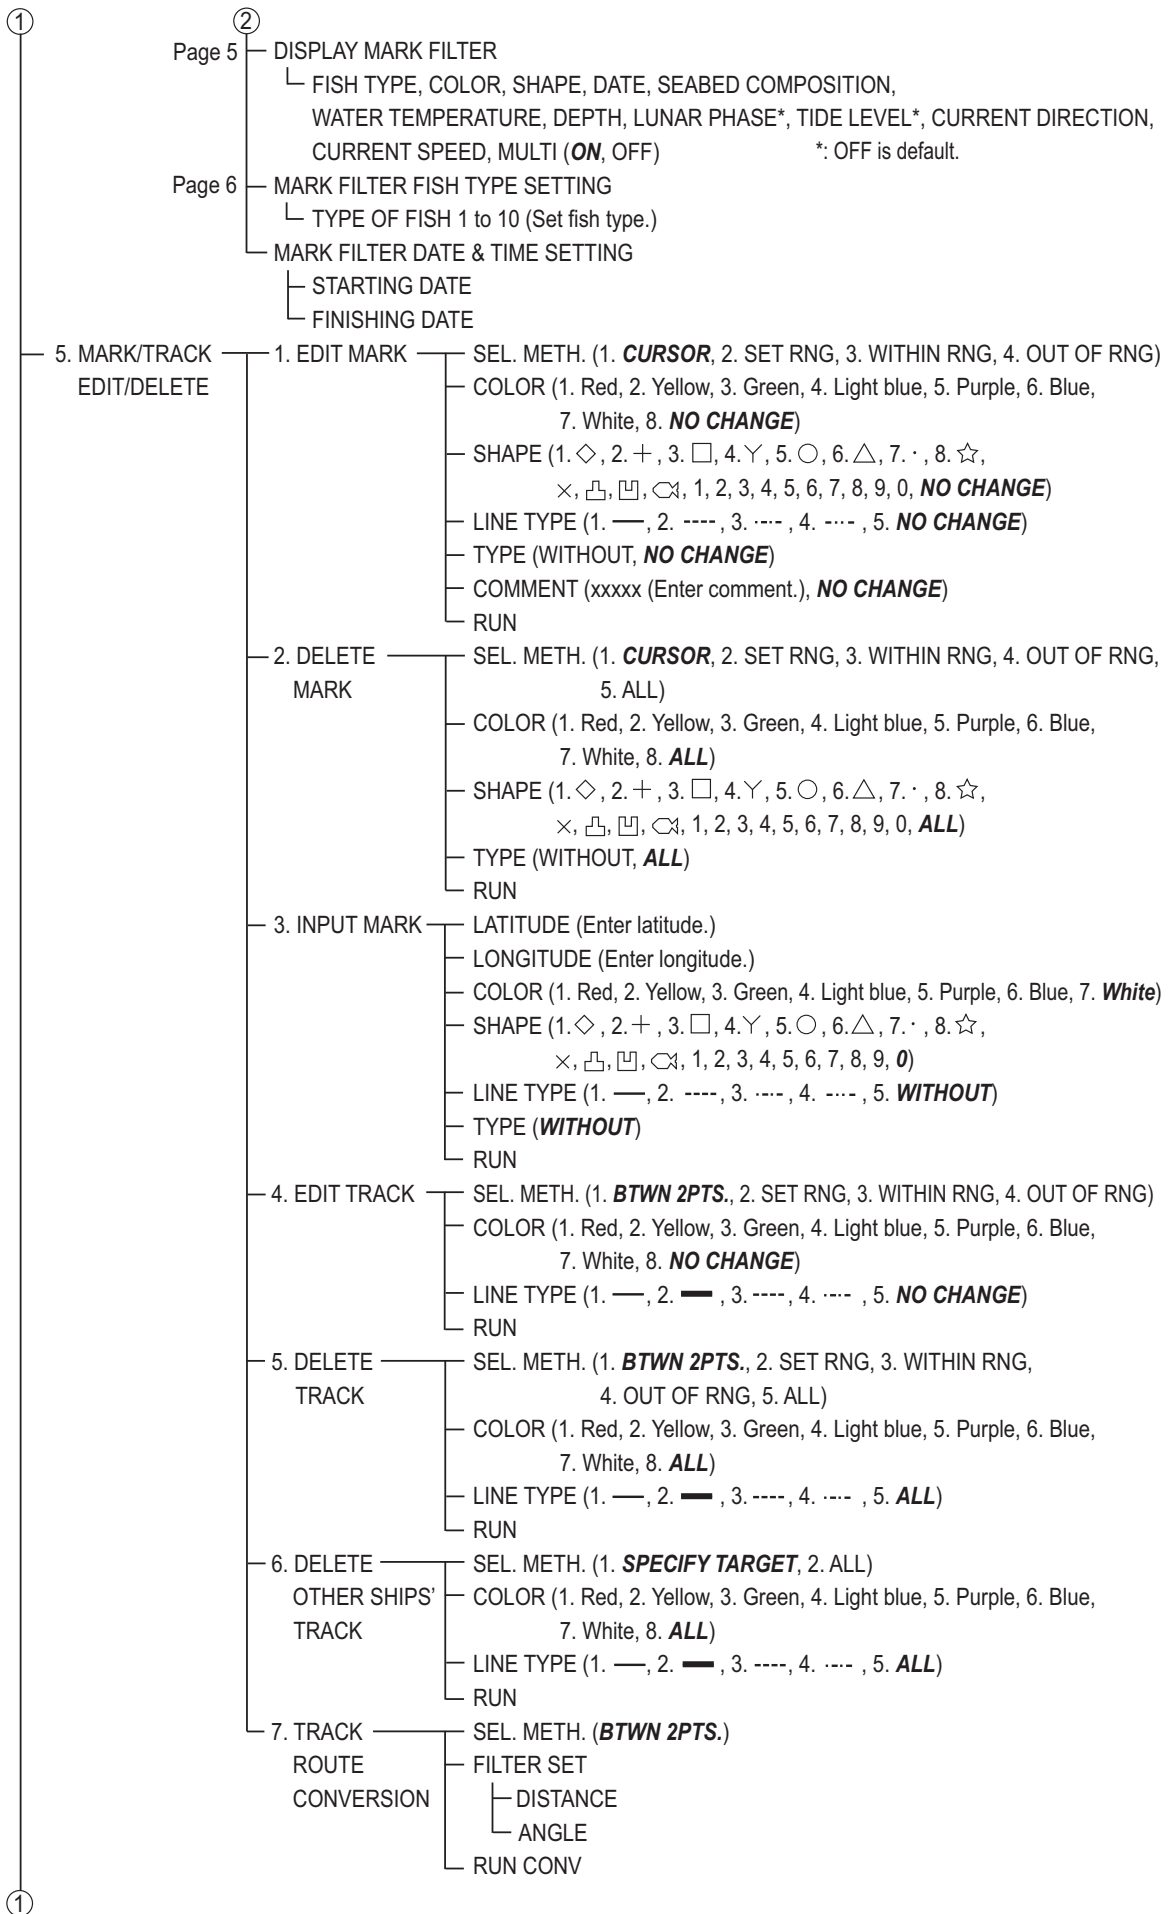 ① ②
Page 5 DISPLAY MARK FILTER
FISH TYPE, COLOR, SHAPE, DATE, SEABED COMPOSITION,
WATER TEMPERATURE, DEPTH, LUNAR PHASE*, TIDE LEVEL*, CURRENT DIRECTION,
CURRENT SPEED, MULTI (ON, OFF) *: OFF is default.
Page 6 MARK FILTER FISH TYPE SETTING
TYPE OF FISH 1 to 10 (Set fish type.)
MARK FILTER DATE & TIME SETTING
STARTING DATE
FINISHING DATE
5. MARK/TRACK 1. EDIT MARK SEL. METH. (1. CURSOR, 2. SET RNG, 3. WITHIN RNG, 4. OUT OF RNG)
EDIT/DELETE COLOR (1. Red, 2. Yellow, 3. Green, 4. Light blue, 5. Purple, 6. Blue,
7. White, 8. NO CHANGE)
SHAPE (1. ◇, 2. +, 3. □, 4. Y, 5. ○, 6. △, 7. ·, 8. ☆,
×, 凸, 凹, , 1, 2, 3, 4, 5, 6, 7, 8, 9, 0, NO CHANGE)
LINE TYPE (1. —, 2. ----, 3. -·-, 4. -··-, 5. NO CHANGE)
TYPE (WITHOUT, NO CHANGE)
COMMENT (xxxxx (Enter comment.), NO CHANGE)
RUN
2. DELETE SEL. METH. (1. CURSOR, 2. SET RNG, 3. WITHIN RNG, 4. OUT OF RNG,
MARK 5. ALL)
COLOR (1. Red, 2. Yellow, 3. Green, 4. Light blue, 5. Purple, 6. Blue,
7. White, 8. ALL)
SHAPE (1. ◇, 2. +, 3. □, 4. Y, 5. ○, 6. △, 7. ·, 8. ☆,
×, 凸, 凹, , 1, 2, 3, 4, 5, 6, 7, 8, 9, 0, ALL)
TYPE (WITHOUT, ALL)
RUN
3. INPUT MARK LATITUDE (Enter latitude.)
LONGITUDE (Enter longitude.)
COLOR (1. Red, 2. Yellow, 3. Green, 4. Light blue, 5. Purple, 6. Blue, 7. White)
SHAPE (1. ◇, 2. +, 3. □, 4. Y, 5. ○, 6. △, 7. ·, 8. ☆,
×, 凸, 凹, , 1, 2, 3, 4, 5, 6, 7, 8, 9, 0)
LINE TYPE (1. —, 2. ----, 3. -·-, 4. -··-, 5. WITHOUT)
TYPE (WITHOUT)
RUN
4. EDIT TRACK SEL. METH. (1. BTWN 2PTS., 2. SET RNG, 3. WITHIN RNG, 4. OUT OF RNG)
COLOR (1. Red, 2. Yellow, 3. Green, 4. Light blue, 5. Purple, 6. Blue,
7. White, 8. NO CHANGE)
LINE TYPE (1. —, 2. ━, 3. ----, 4. -·-, 5. NO CHANGE)
RUN
5. DELETE SEL. METH. (1. BTWN 2PTS., 2. SET RNG, 3. WITHIN RNG,
TRACK 4. OUT OF RNG, 5. ALL)
COLOR (1. Red, 2. Yellow, 3. Green, 4. Light blue, 5. Purple, 6. Blue,
7. White, 8. ALL)
LINE TYPE (1. —, 2. ━, 3. ----, 4. -·-, 5. ALL)
RUN
6. DELETE SEL. METH. (1. SPECIFY TARGET, 2. ALL)
OTHER SHIPS' COLOR (1. Red, 2. Yellow, 3. Green, 4. Light blue, 5. Purple, 6. Blue,
TRACK 7. White, 8. ALL)
LINE TYPE (1. —, 2. ━, 3. ----, 4. -·-, 5. ALL)
RUN
7. TRACK SEL. METH. (BTWN 2PTS.)
ROUTE FILTER SET
CONVERSION DISTANCE
ANGLE
RUN CONV
①